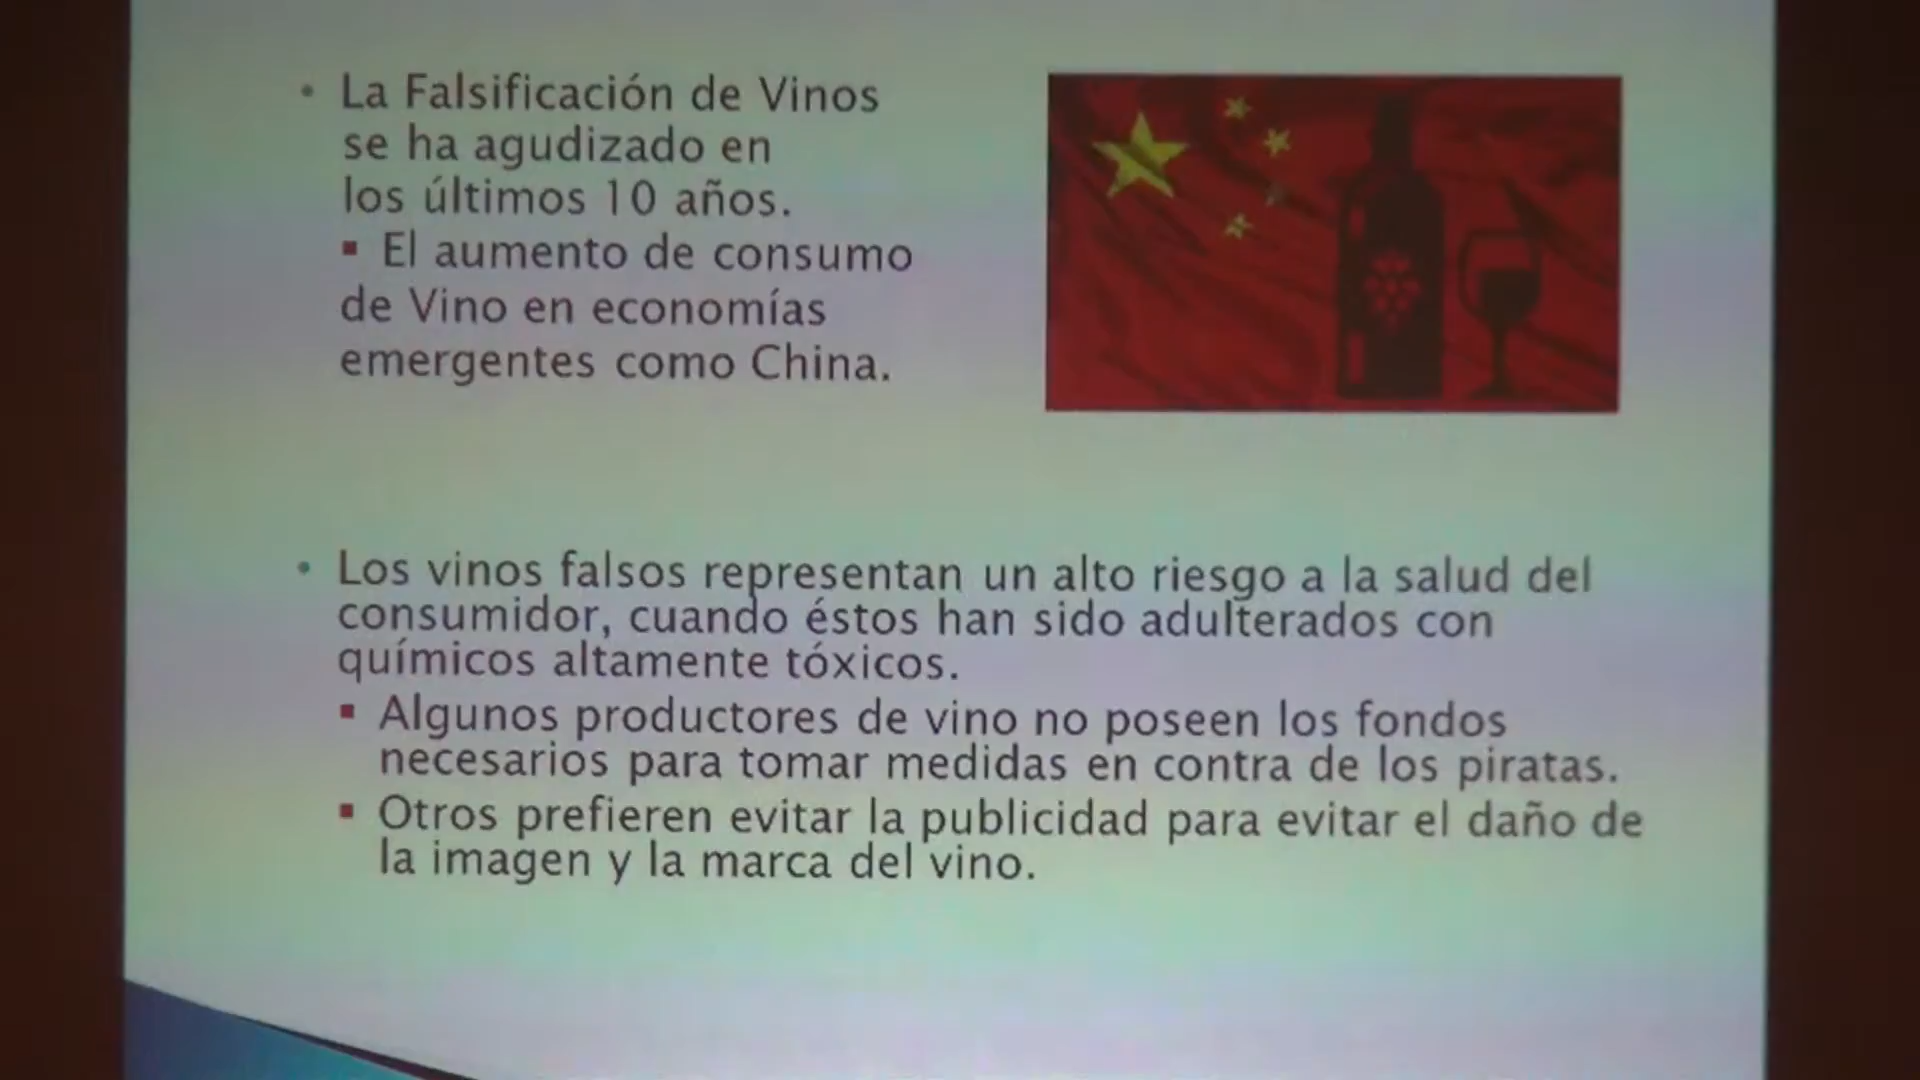 • La Falsificación de Vinos
se ha agudizado en
los últimos 10 años.
▪ El aumento de consumo
de Vino en economías
emergentes como China.
• Los vinos falsos representan un alto riesgo a la salud del
consumidor, cuando éstos han sido adulterados con
químicos altamente tóxicos.
▪ Algunos productores de vino no poseen los fondos
necesarios para tomar medidas en contra de los piratas.
▪ Otros prefieren evitar la publicidad para evitar el daño de
la imagen y la marca del vino.